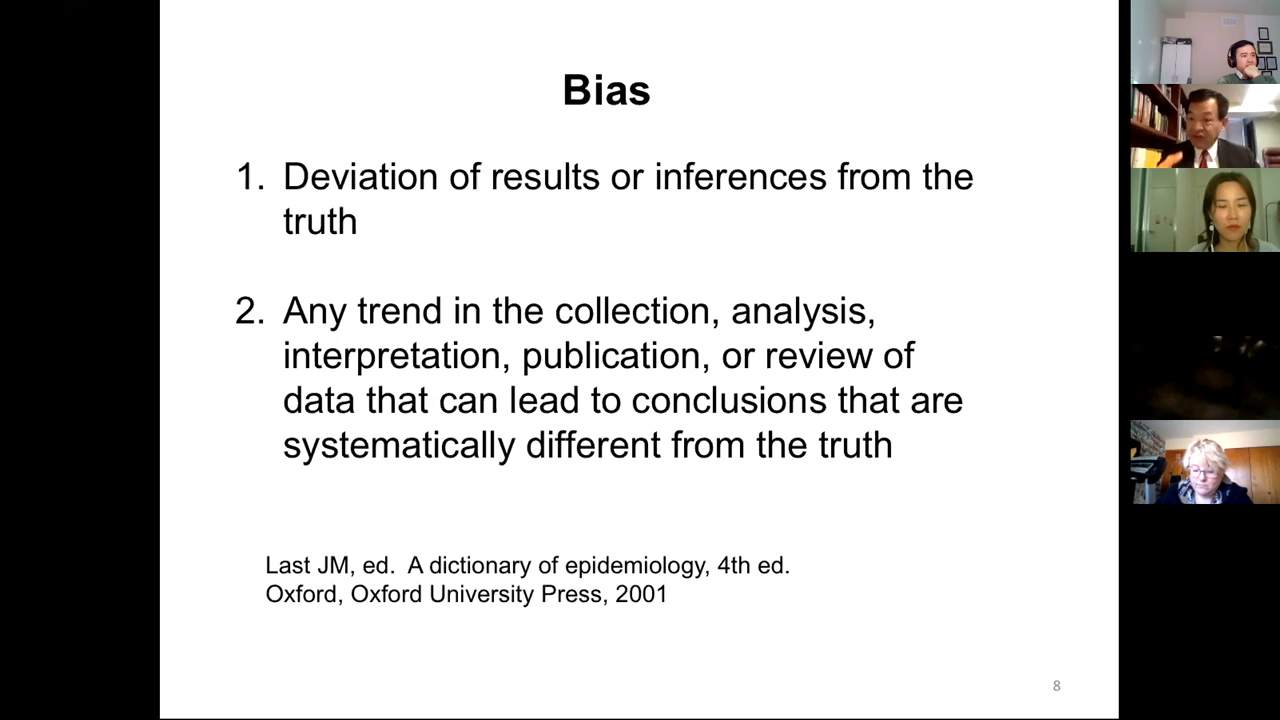 Bias
1. Deviation of results or inferences from the
truth
2. Any trend in the collection, analysis,
interpretation, publication, or review of
data that can lead to conclusions that are
systematically different from the truth
Last JM, ed. A dictionary of epidemiology, 4th ed.
Oxford, Oxford University Press, 2001
8